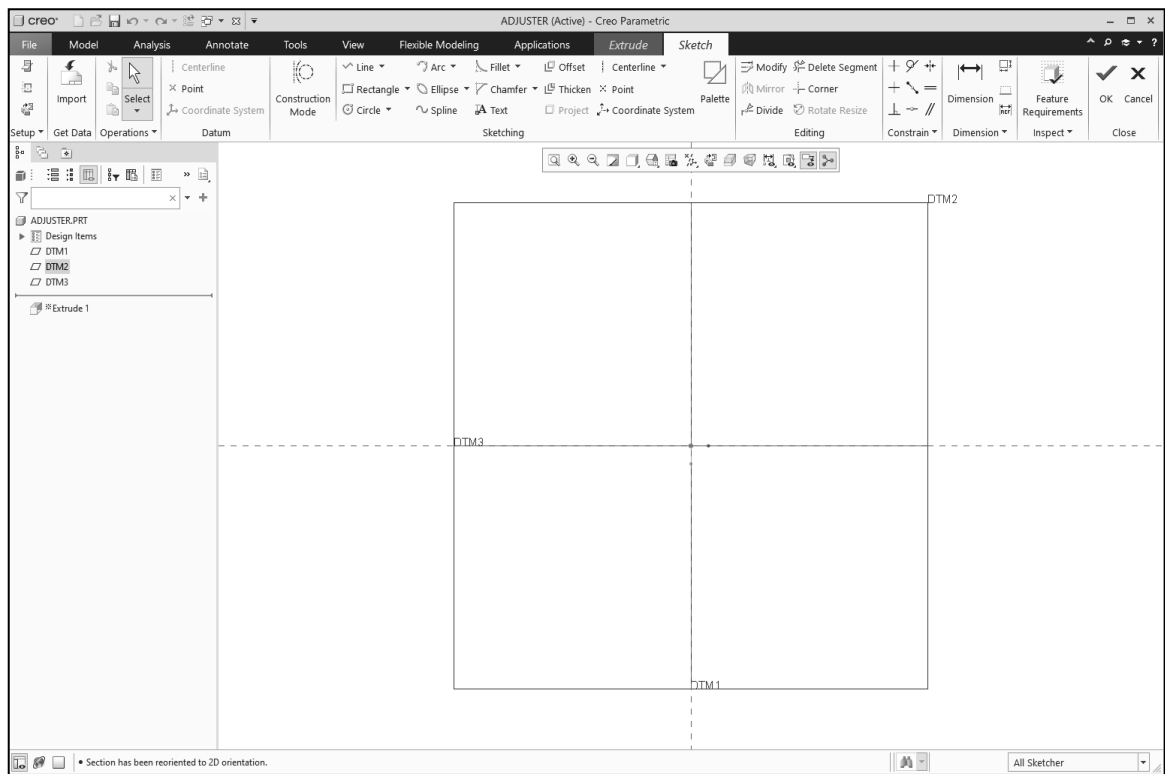 creo·
ADJUSTER (Active) - Creo Parametric
File Model Analysis Annotate Tools View Flexible Modeling Applications Extrude Sketch
Import
Select
Centerline
Point
Coordinate System
Construction Mode
Line Arc Fillet Offset Centerline
Rectangle Ellipse Chamfer Thicken Point
Circle Spline Text Project Coordinate System
Palette
Modify Delete Segment
Mirror Corner
Divide Rotate Resize
Dimension
REF
Feature Requirements
OK Cancel
Setup Get Data Operations Datum Sketching Editing Constrain Dimension Inspect Close
ADJUSTER.PRT
Design Items
DTM1
DTM2
DTM3
Extrude 1
DTM2
DTM3
DTM1
• Section has been reoriented to 2D orientation.
All Sketcher